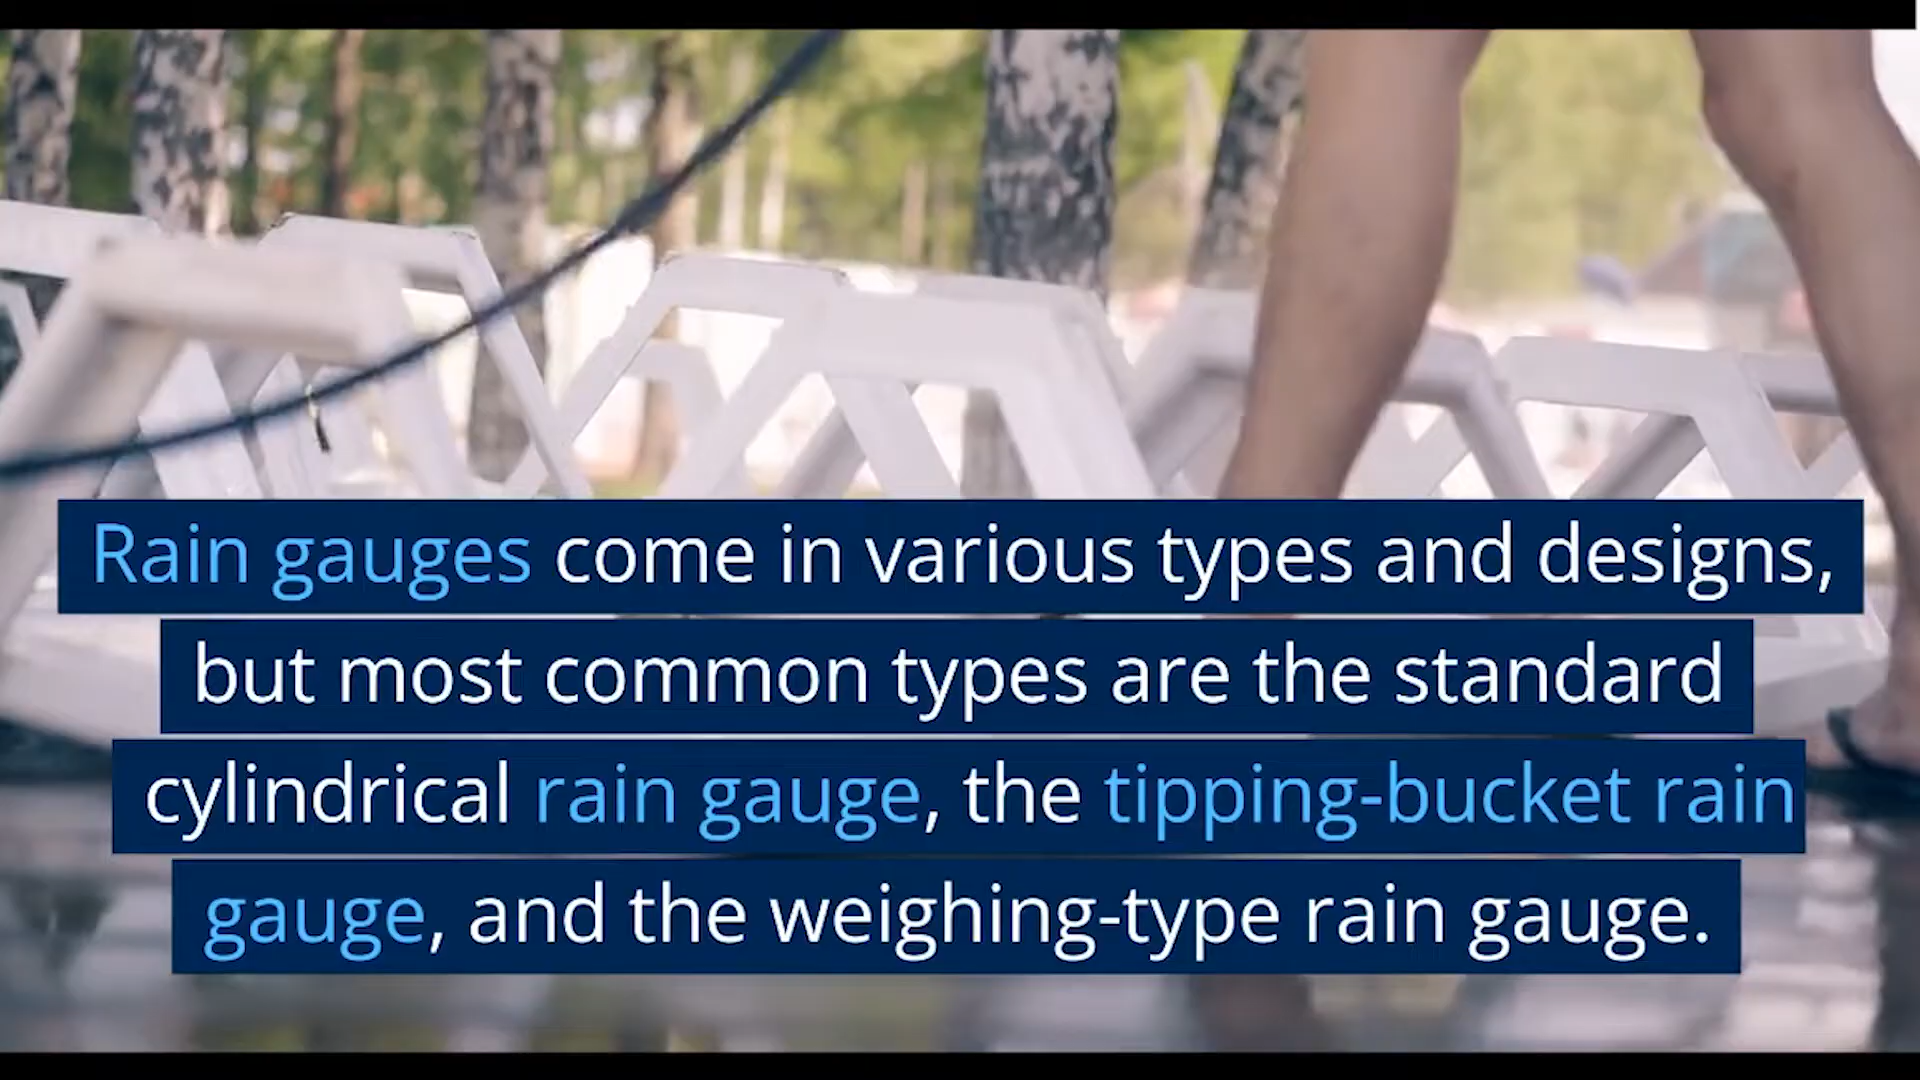 Rain gauges come in various types and designs,
but most common types are the standard
cylindrical rain gauge, the tipping-bucket rain
gauge, and the weighing-type rain gauge.